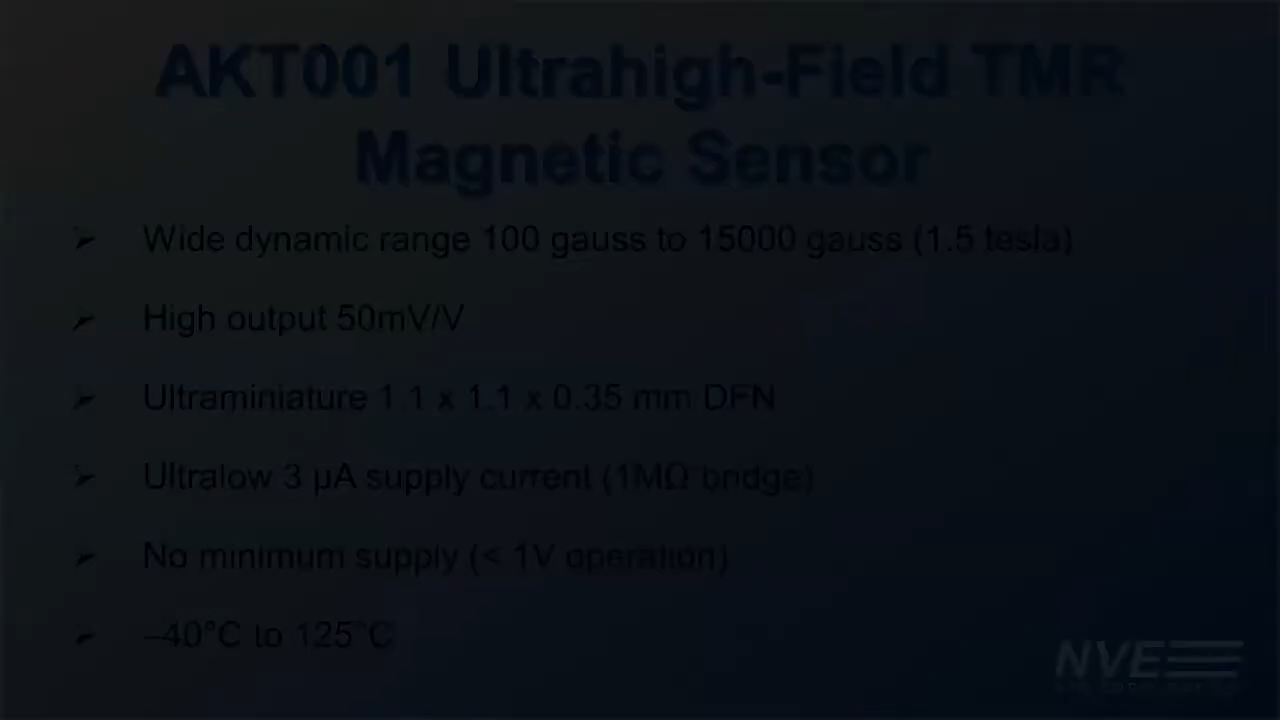 AKT001 Ultrahigh-Field TMR
Magnetic Sensor
➢ Wide dynamic range 100 gauss to 15000 gauss (1.5 tesla)
➢ High output 50mV/V
➢ Ultraminiature 1.1 x 1.1 x 0.35 mm DFN
➢ Ultralow 3 µA supply current (1MΩ bridge)
➢ No minimum supply (< 1V operation)
➢ –40°C to 125°C
NVE